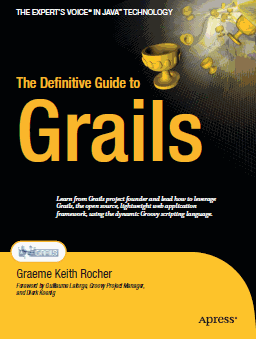 THE EXPERT'S VOICE® IN JAVA™ TECHNOLOGY
The Definitive Guide to
Grails
Learn from Grails project founder and lead how to leverage
Grails, the open source, lightweight web application
framework, using the dynamic Groovy scripting language.
Graeme Keith Rocher
Foreword by Guillaume Laforge, Groovy Project Manager,
and Dierk Koenig
Apress®